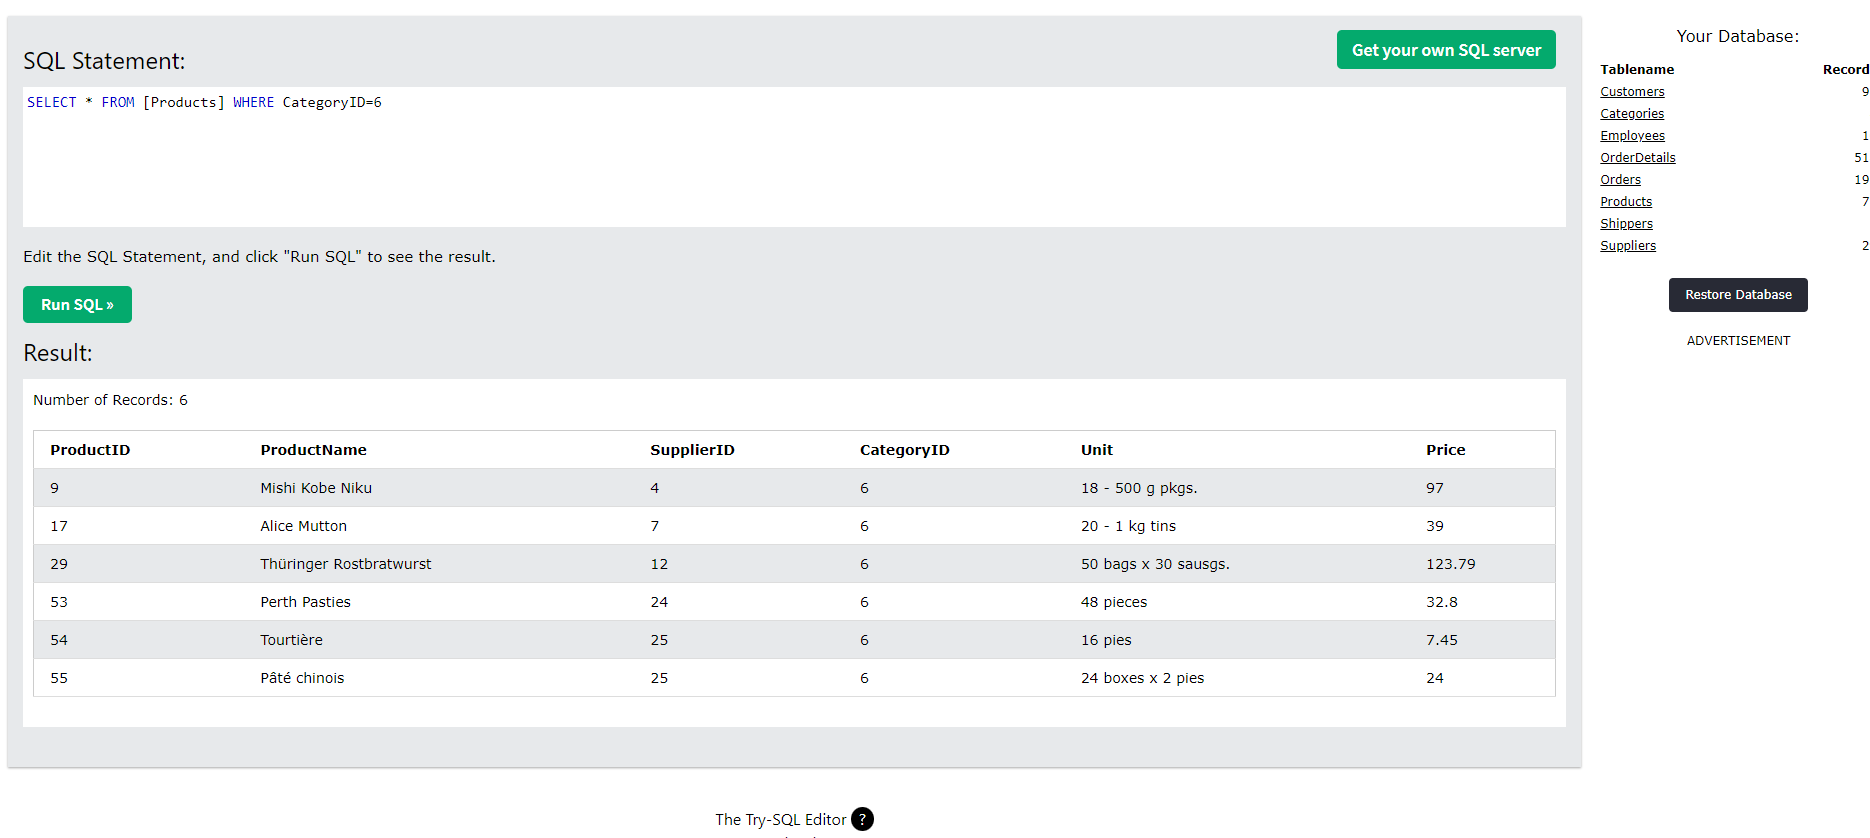 SQL Statement:
Get your own SQL server
SELECT * FROM [Products] WHERE CategoryID=6
Edit the SQL Statement, and click "Run SQL" to see the result.
Run SQL »
Result:
Number of Records: 6
ProductID ProductName SupplierID CategoryID Unit Price
9 Mishi Kobe Niku 4 6 18 - 500 g pkgs. 97
17 Alice Mutton 7 6 20 - 1 kg tins 39
29 Thüringer Rostbratwurst 12 6 50 bags x 30 sausgs. 123.79
53 Perth Pasties 24 6 48 pieces 32.8
54 Tourtière 25 6 16 pies 7.45
55 Pâté chinois 25 6 24 boxes x 2 pies 24
The Try-SQL Editor ?
Your Database:
Tablename Record
Customers 9
Categories
Employees 1
OrderDetails 51
Orders 19
Products 7
Shippers
Suppliers 2
Restore Database
ADVERTISEMENT